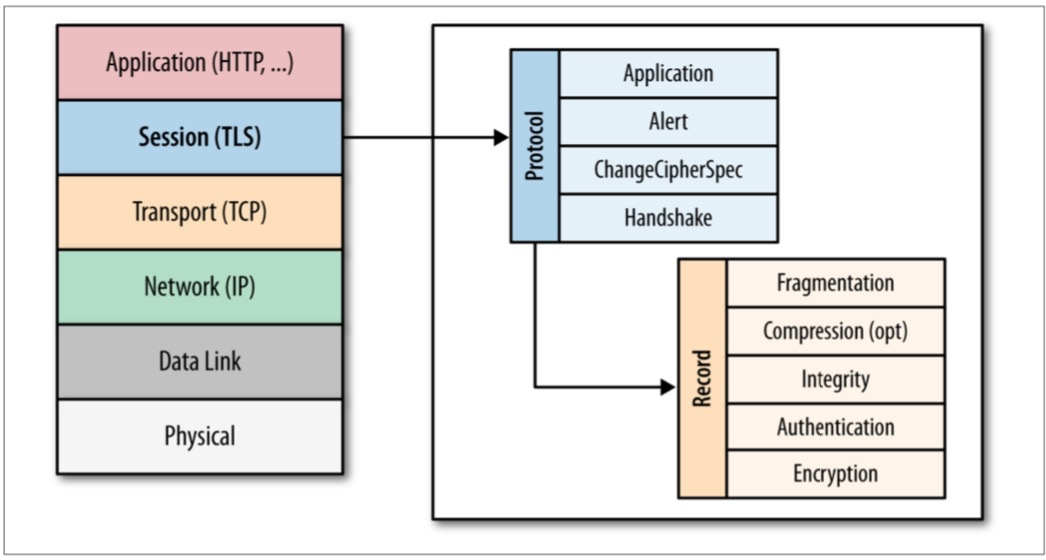 Application (HTTP, ...)
Session (TLS)
Transport (TCP)
Network (IP)
Data Link
Physical
Protocol
Application
Alert
ChangeCipherSpec
Handshake
Record
Fragmentation
Compression (opt)
Integrity
Authentication
Encryption